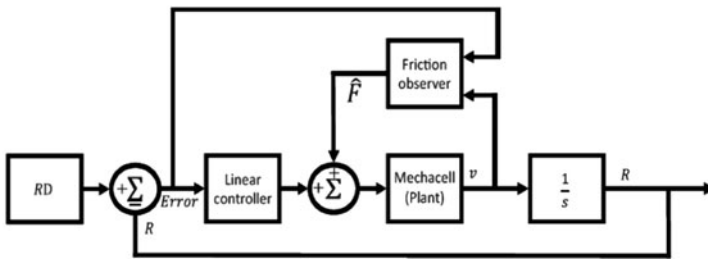 Friction
observer
F̂
RD
+ Σ −
Error
R
Linear
controller
+ + Σ
Mechacell
(Plant)
v
1
s
R